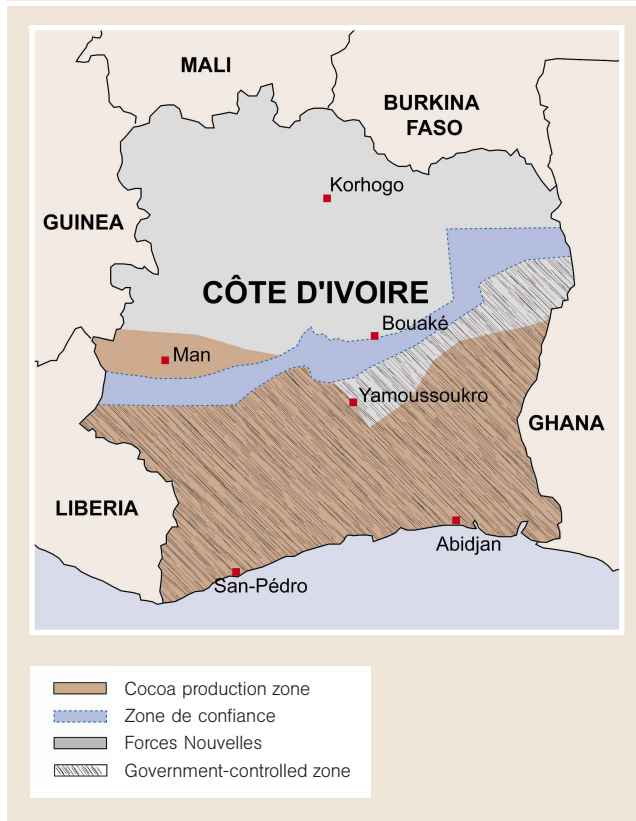 MALI
BURKINA
FASO
Korhogo
GUINEA
CÔTE D'IVOIRE
Bouaké
Man
Yamoussoukro
GHANA
LIBERIA
Abidjan
San-Pédro
Cocoa production zone
Zone de confiance
Forces Nouvelles
Government-controlled zone